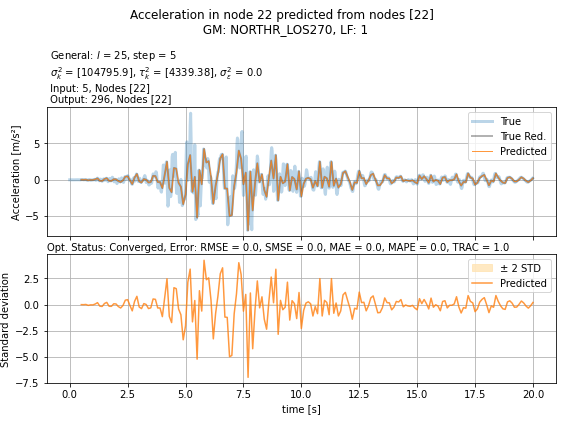 Acceleration in node 22 predicted from nodes [22]
GM: NORTHR_LOS270, LF: 1
General: l = 25, step = 5
σ²ₖ = [104795.9], τ²ₖ = [4339.38], σ²ε = 0.0
Input: 5, Nodes [22]
Output: 296, Nodes [22]
Acceleration [m/s²]
5
0
−5
True
True Red.
Predicted
Opt. Status: Converged, Error: RMSE = 0.0, SMSE = 0.0, MAE = 0.0, MAPE = 0.0, TRAC = 1.0
Standard deviation
2.5
0.0
−2.5
−5.0
−7.5
± 2 STD
Predicted
0.0 2.5 5.0 7.5 10.0 12.5 15.0 17.5 20.0
time [s]